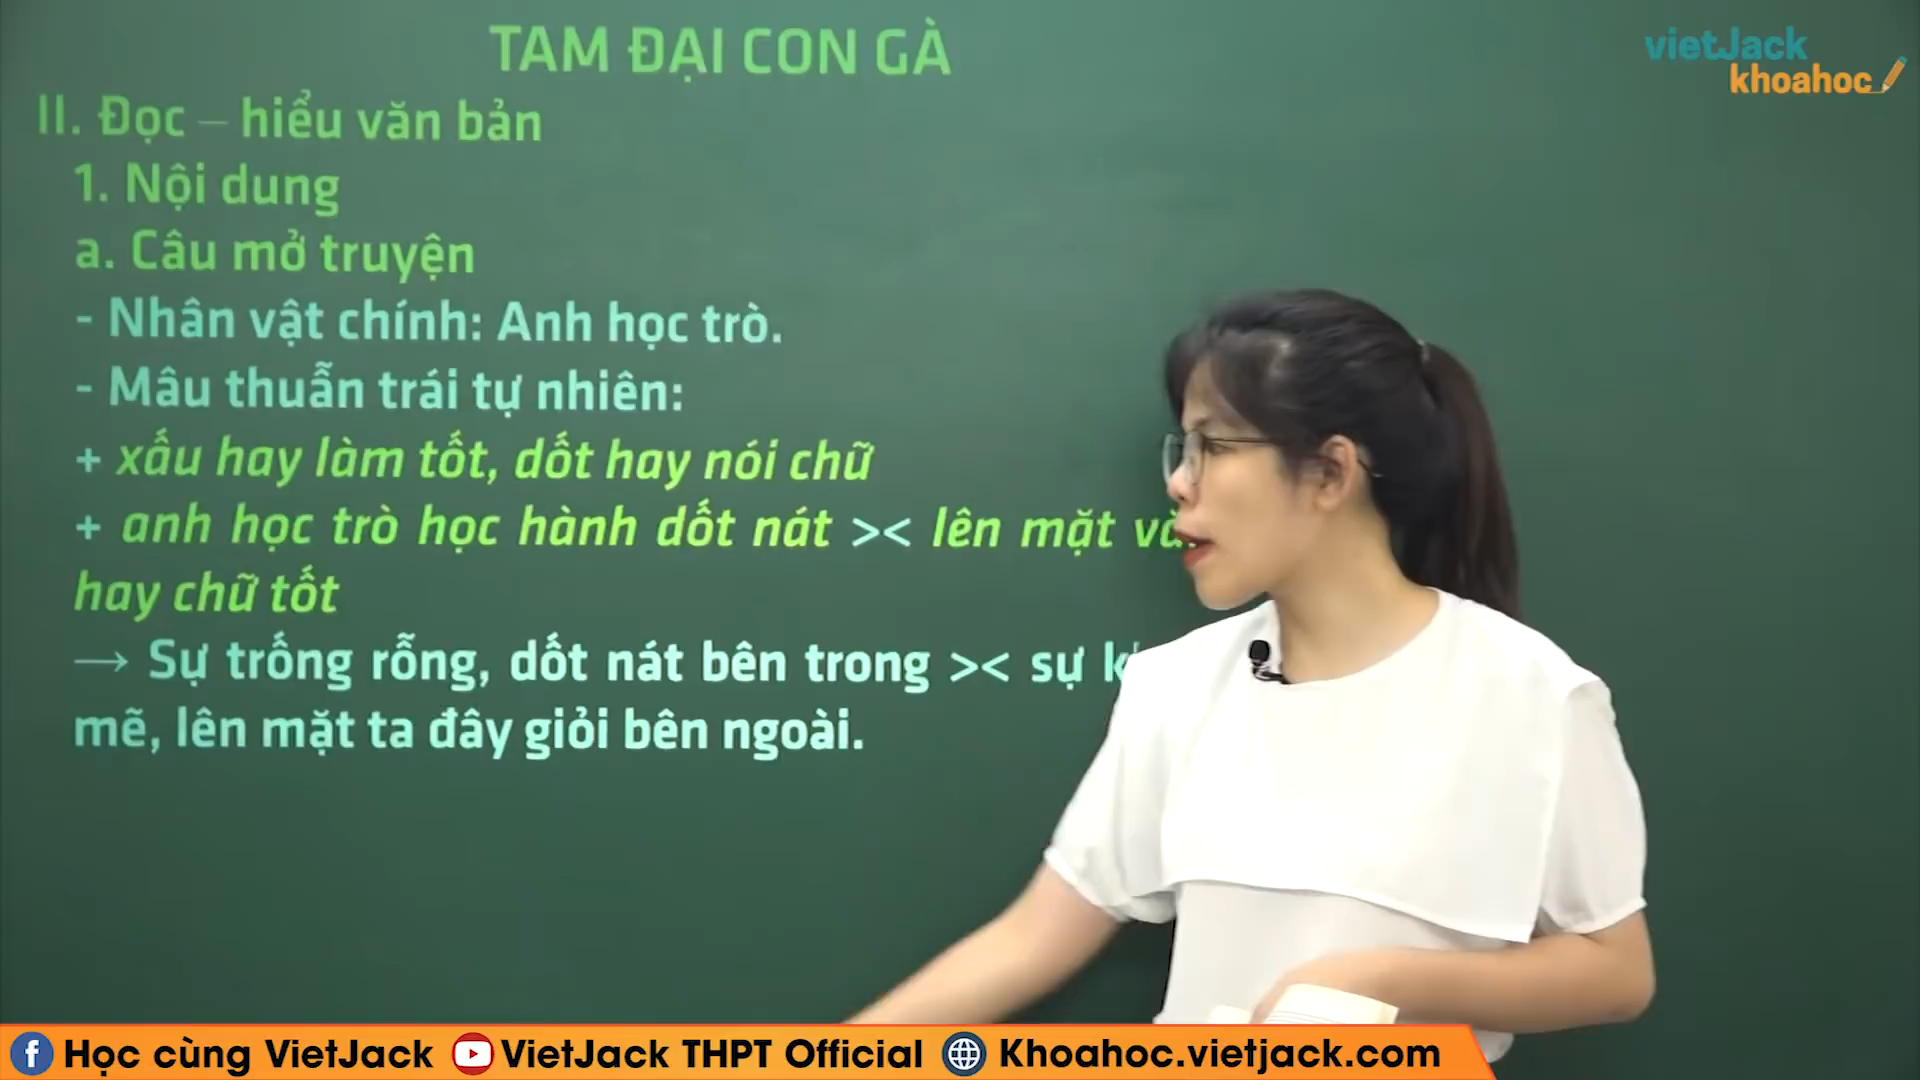 TAM ĐẠI CON GÀ
vietJack
khoahoc
II. Đọc – hiểu văn bản
1. Nội dung
a. Câu mở truyện
- Nhân vật chính: Anh học trò.
- Mâu thuẫn trái tự nhiên:
+ xấu hay làm tốt, dốt hay nói chữ
+ anh học trò học hành dốt nát >< lên mặt
hay chữ tốt
→ Sự trống rỗng, dốt nát bên trong >< sự
mẽ, lên mặt ta đây giỏi bên ngoài.
Học cùng VietJack VietJack THPT Official Khoahoc.vietjack.com